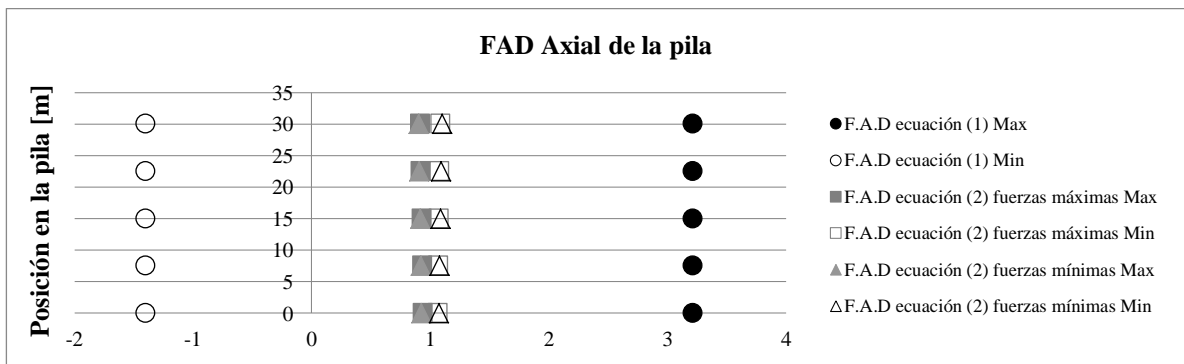 FAD Axial de la pila
Posición en la pila [m]
35
30
25
20
15
10
5
0
-2 -1 0 1 2 3 4
F.A.D ecuación (1) Max
F.A.D ecuación (1) Min
F.A.D ecuación (2) fuerzas máximas Max
F.A.D ecuación (2) fuerzas máximas Min
F.A.D ecuación (2) fuerzas mínimas Max
F.A.D ecuación (2) fuerzas mínimas Min